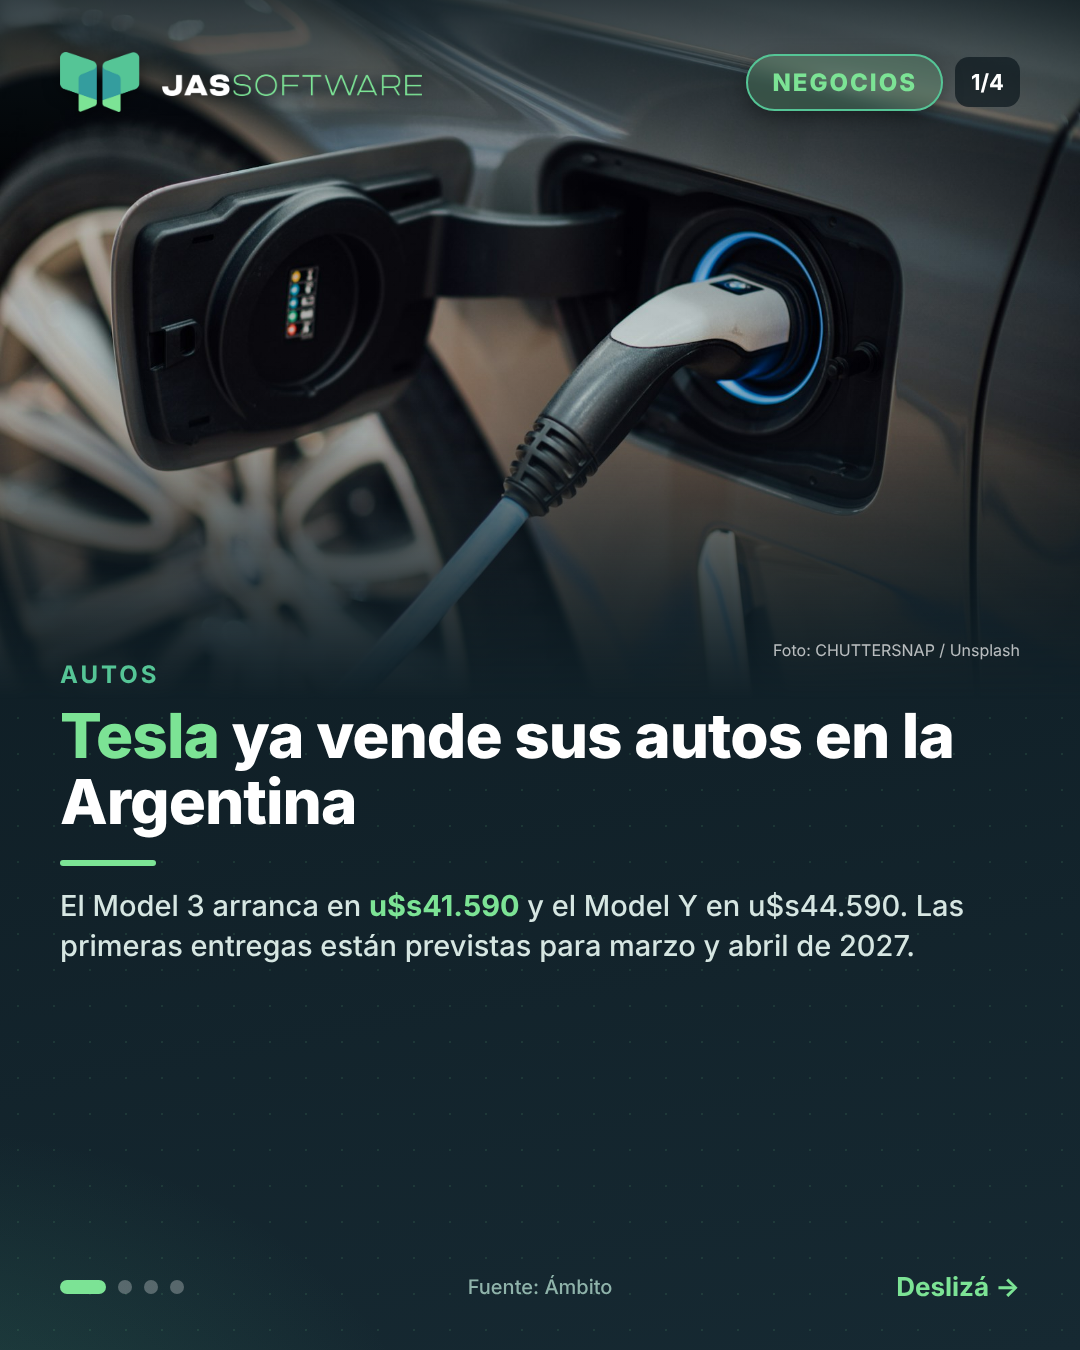 JASSOFTWARE
NEGOCIOS
1/4
Foto: CHUTTERSNAP / Unsplash
AUTOS
Tesla ya vende sus autos en la
Argentina
El Model 3 arranca en u$s41.590 y el Model Y en u$s44.590. Las
primeras entregas están previstas para marzo y abril de 2027.
Fuente: Ámbito
Deslizá →